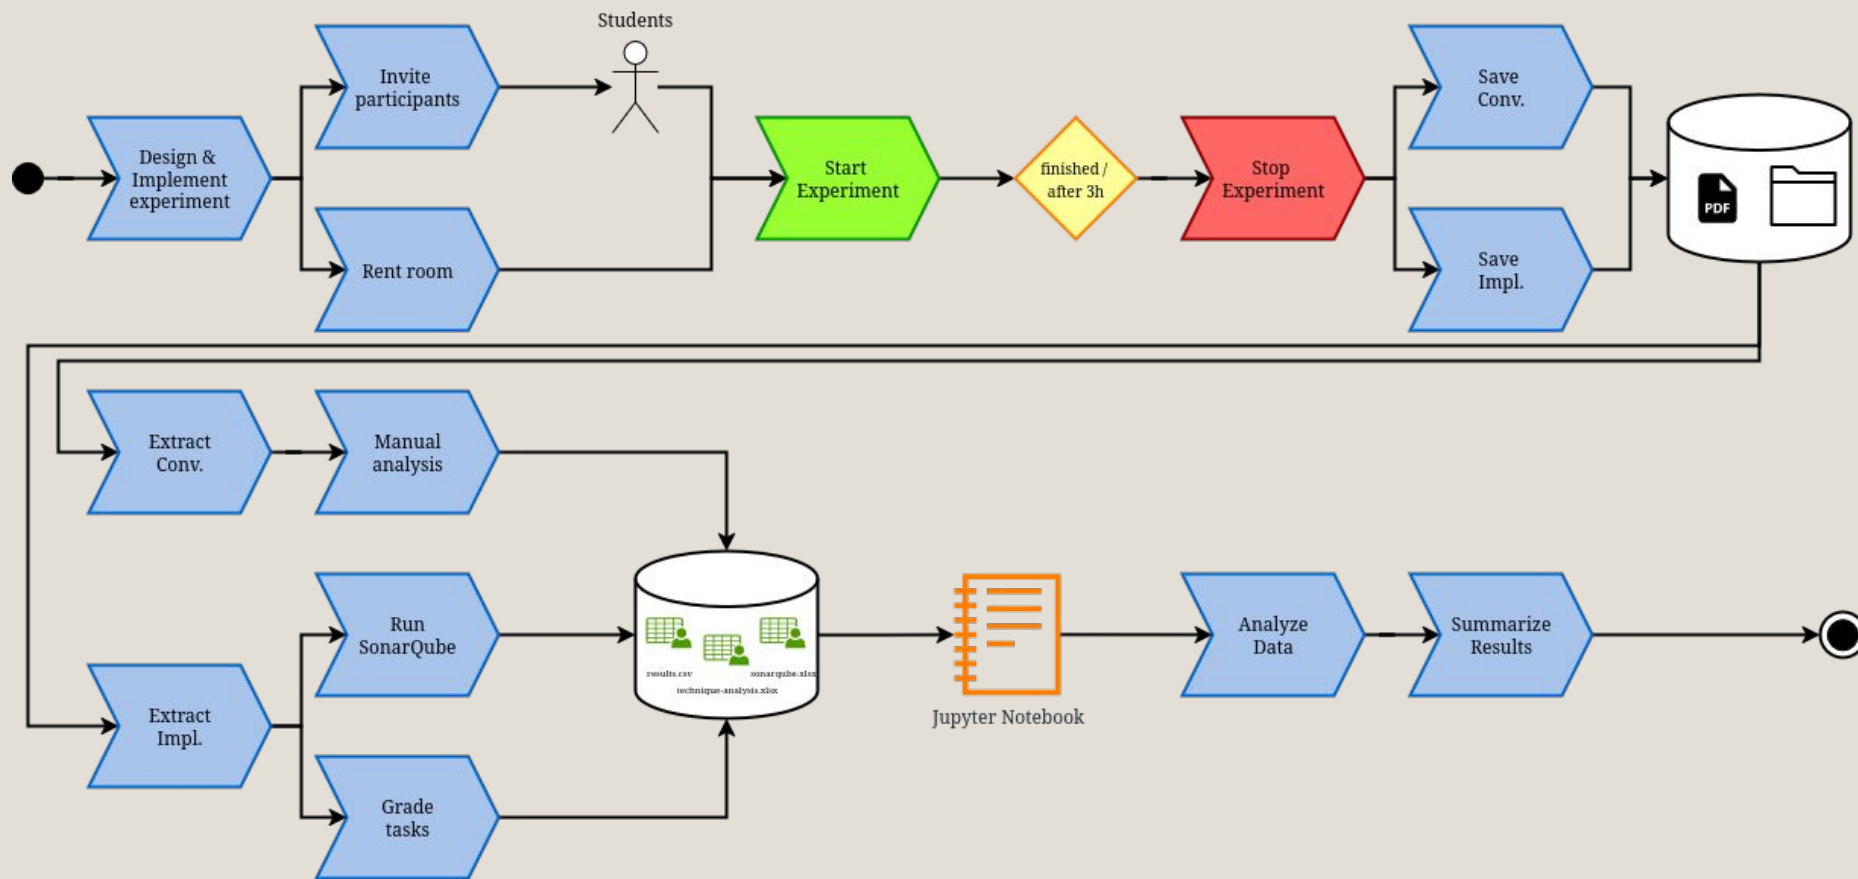 Students
Invite
participants
Design &
Implement
experiment
Rent room
Start
Experiment
finished /
after 3h
Stop
Experiment
Save
Conv.
Save
Impl.
PDF
Extract
Conv.
Manual
analysis
Run
SonarQube
Extract
Impl.
Grade
tasks
results.csv
sonarqube.xlsx
technique-analysis.xlsx
Jupyter Notebook
Analyze
Data
Summarize
Results